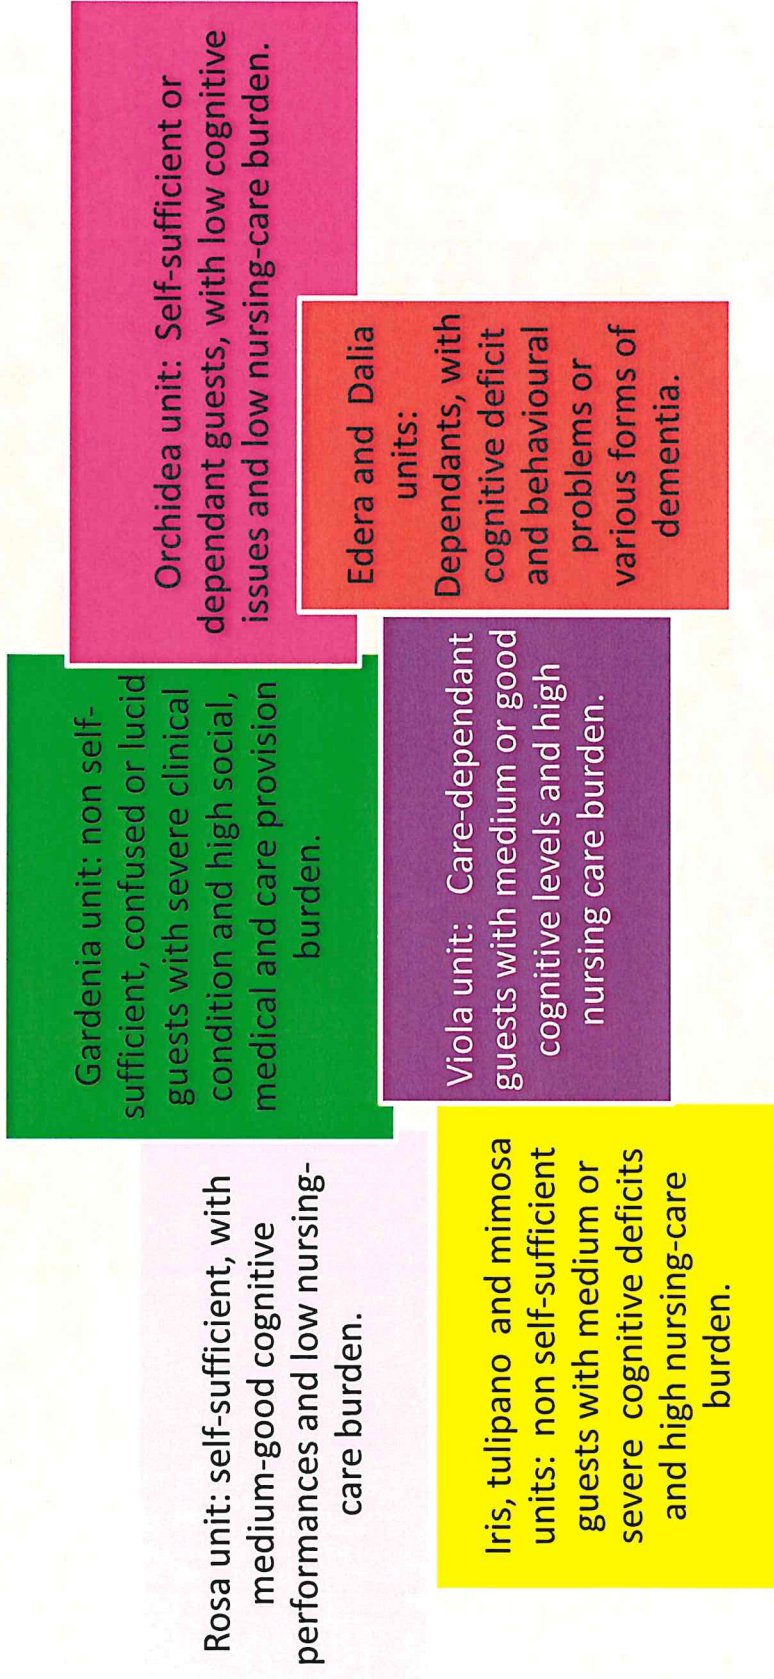 Rosa unit: self-sufficient, with
medium-good cognitive
performances and low nursing-
care burden.
Gardenia unit: non self-
sufficient, confused or lucid
guests with severe clinical
condition and high social,
medical and care provision
burden.
Orchidea unit: Self-sufficient or
dependant guests, with low cognitive
issues and low nursing-care burden.
Iris, tulipano and mimosa
units: non self-sufficient
guests with medium or
severe cognitive deficits
and high nursing-care
burden.
Viola unit: Care-dependant
guests with medium or good
cognitive levels and high
nursing care burden.
Edera and Dalia
units:
Dependants, with
cognitive deficit
and behavioural
problems or
various forms of
dementia.